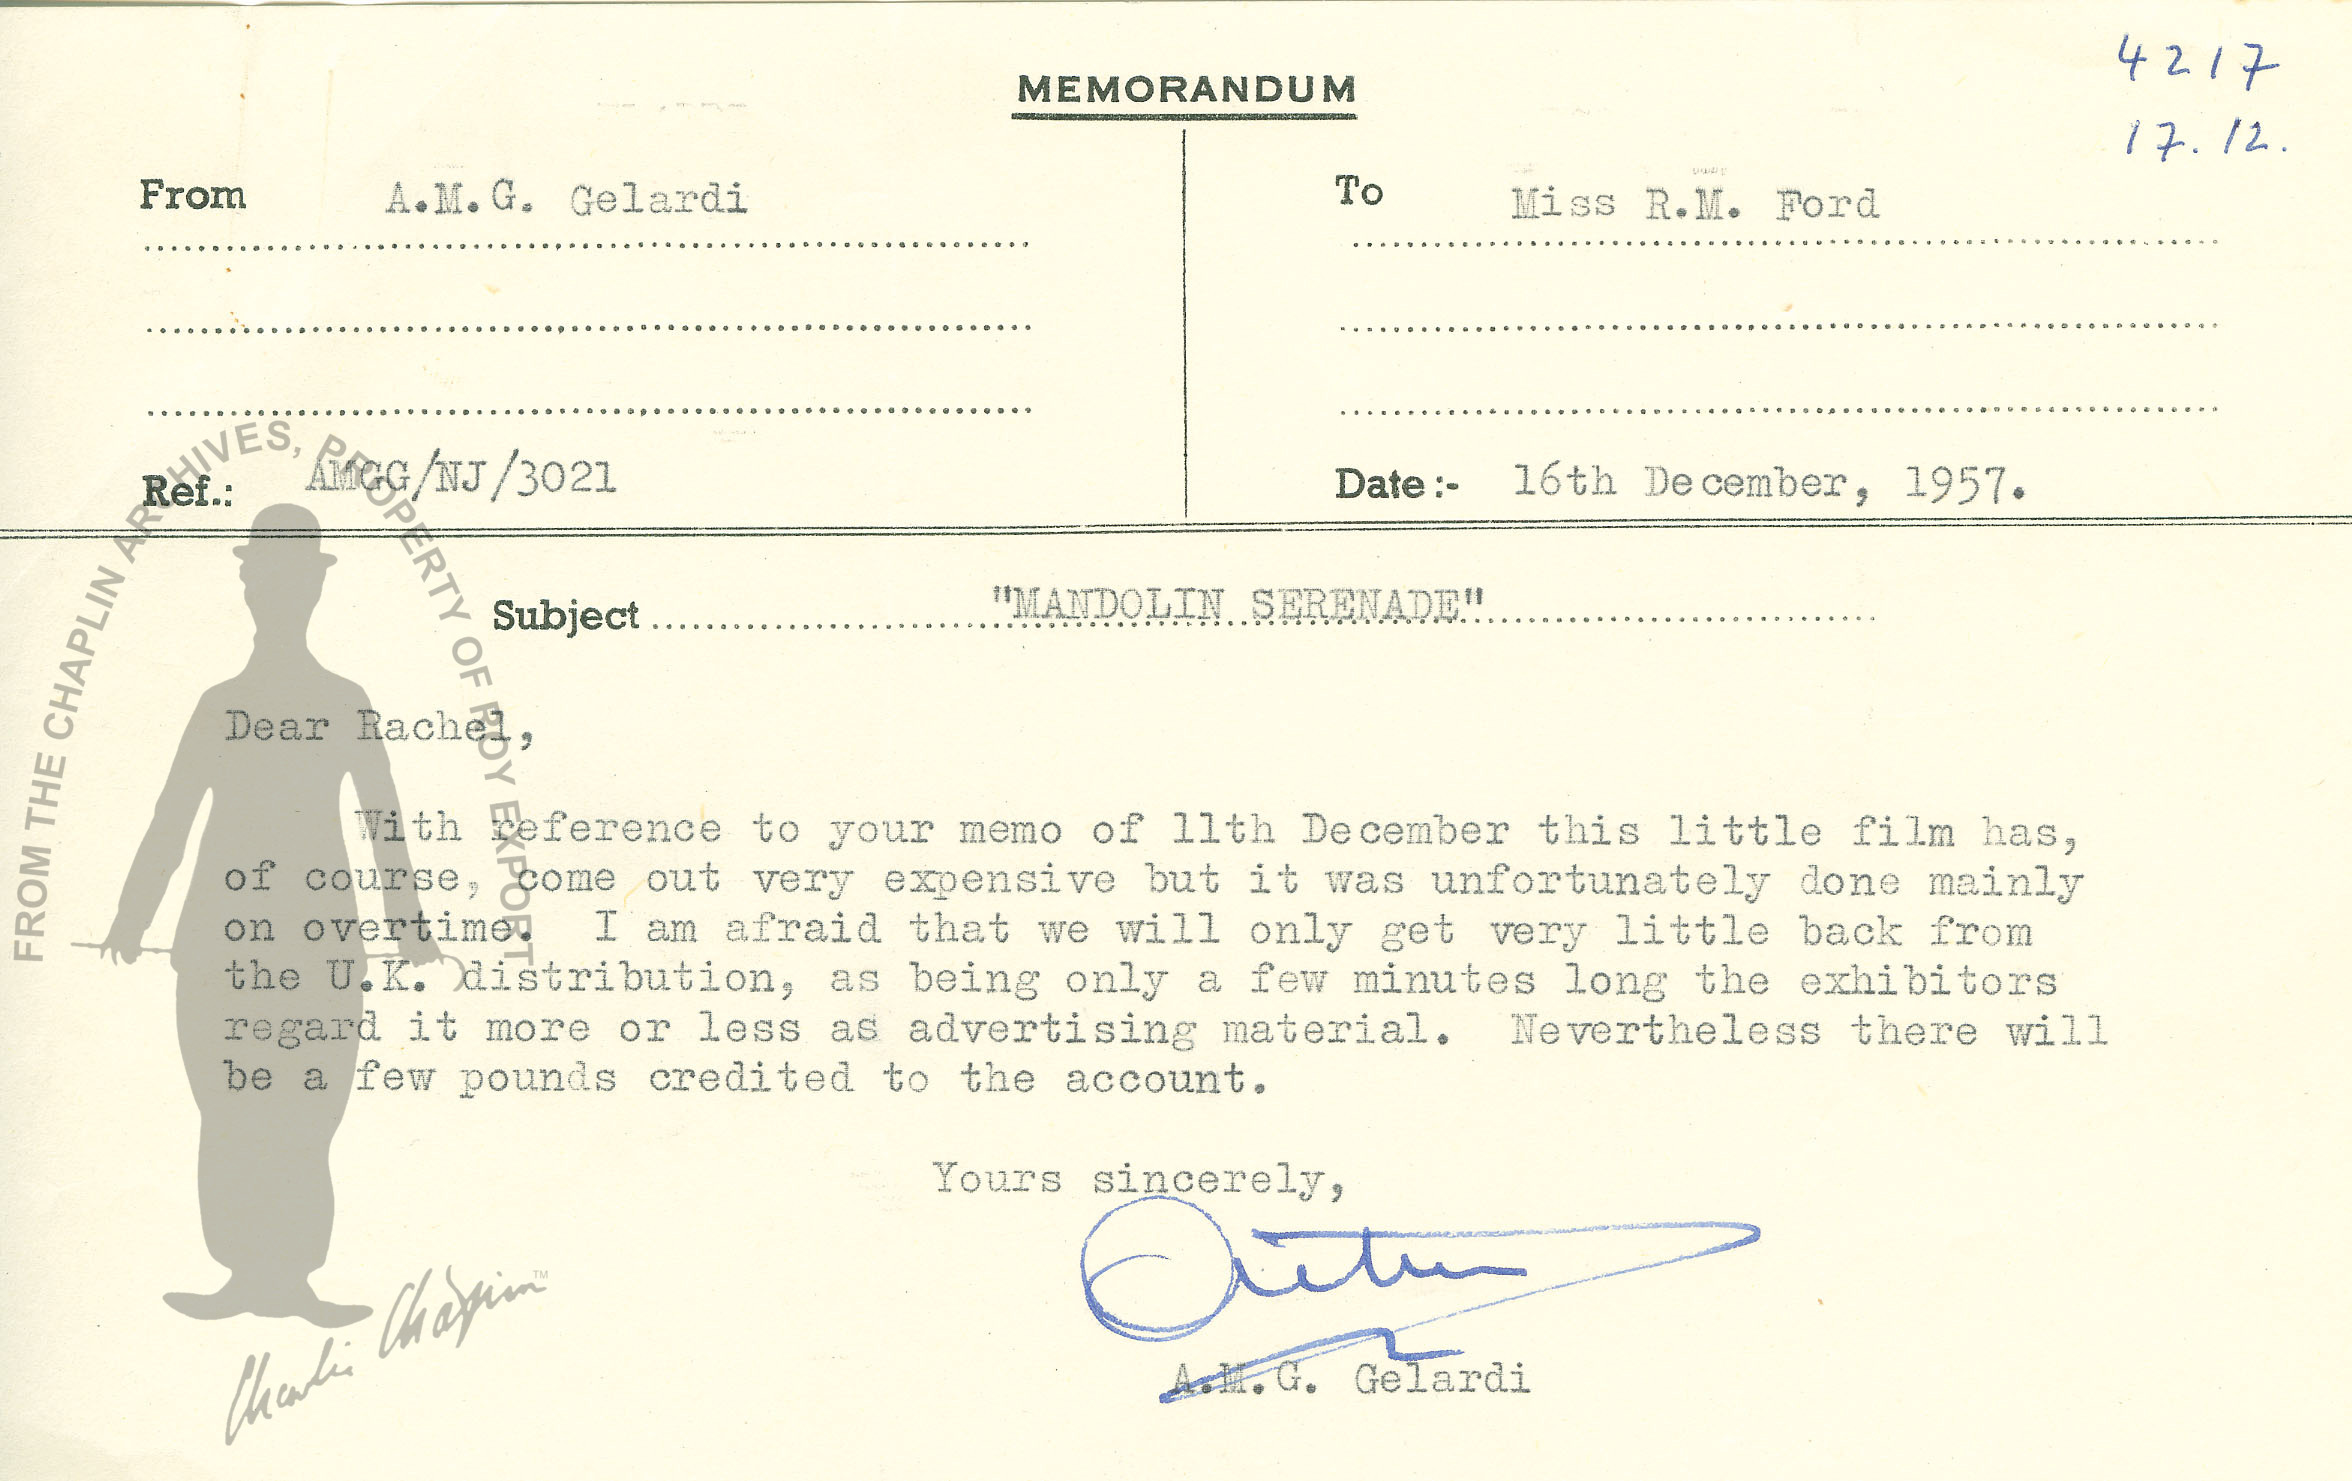 4217
17.12.
MEMORANDUM
From A.M.G. Gelardi
To Miss R.M. Ford
Ref.: AMGG/NJ/3021
Date:- 16th December, 1957.
Subject "MANDOLIN SERENADE"
Dear Rachel,
With reference to your memo of 11th December this little film has,
of course, come out very expensive but it was unfortunately done mainly
on overtime. I am afraid that we will only get very little back from
the U.K. distribution, as being only a few minutes long the exhibitors
regard it more or less as advertising material. Nevertheless there will
be a few pounds credited to the account.
Yours sincerely,
A.M.G. Gelardi
FROM THE CHAPLIN ARCHIVES, PROPERTY OF ROY EXPORT
Charlie Chaplin™